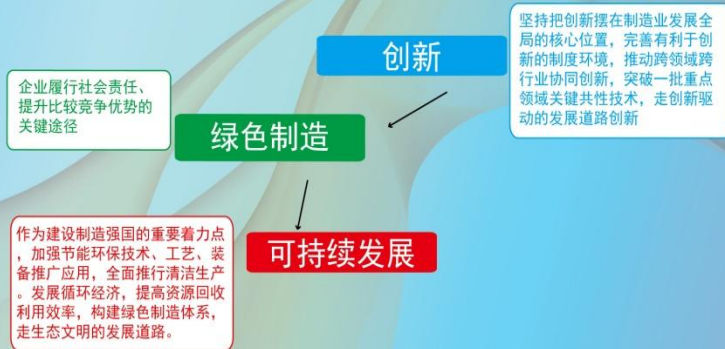 创新
坚持把创新摆在制造业发展全
局的核心位置，完善有利于创
新的制度环境，推动跨领域跨
行业协同创新，突破一批重点
领域关键共性技术，走创新驱
动的发展道路创新
企业履行社会责任、
提升比较竞争优势的
关键途径
绿色制造
作为建设制造强国的重要着力点
，加强节能环保技术、工艺、装
备推广应用，全面推行清洁生产
。发展循环经济，提高资源回收
利用效率，构建绿色制造体系，
走生态文明的发展道路。
可持续发展